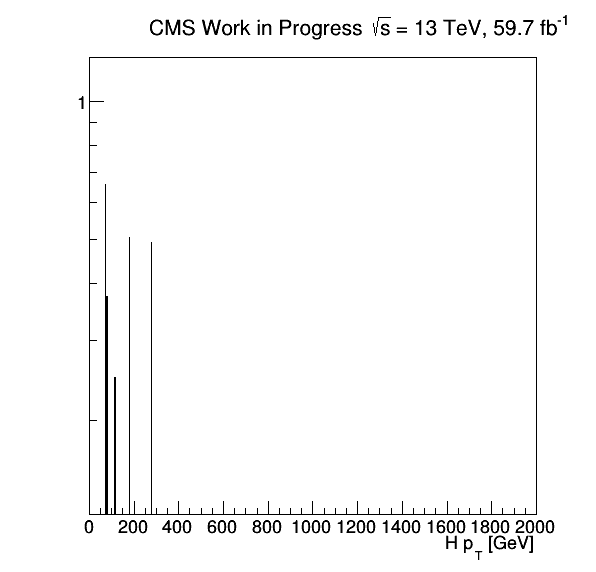 CMS Work in Progress √s = 13 TeV, 59.7 fb⁻¹
1
0 200 400 600 800 1000 1200 1400 1600 1800 2000
H p_T [GeV]